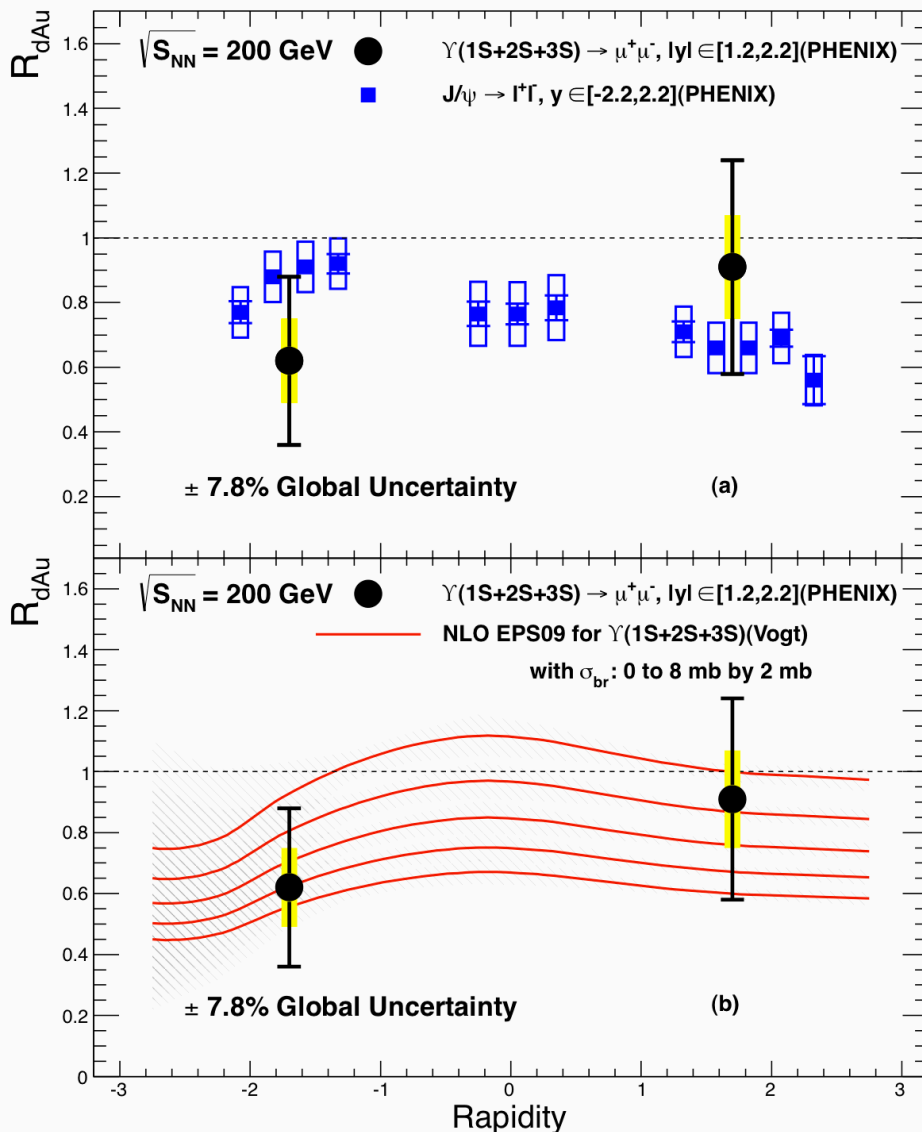 R_dAu
√S_NN = 200 GeV ϒ(1S+2S+3S) → μ⁺μ⁻, |y| ∈[1.2,2.2](PHENIX)
J/ψ → l⁺l⁻, y ∈[-2.2,2.2](PHENIX)
1.6
1.4
1.2
1
0.8
0.6
0.4
0.2
± 7.8% Global Uncertainty (a)
R_dAu
√S_NN = 200 GeV ϒ(1S+2S+3S) → μ⁺μ⁻, |y| ∈[1.2,2.2](PHENIX)
NLO EPS09 for ϒ(1S+2S+3S)(Vogt)
with σ_br: 0 to 8 mb by 2 mb
1.6
1.4
1.2
1
0.8
0.6
0.4
0.2
0
± 7.8% Global Uncertainty (b)
-3 -2 -1 0 1 2 3
Rapidity